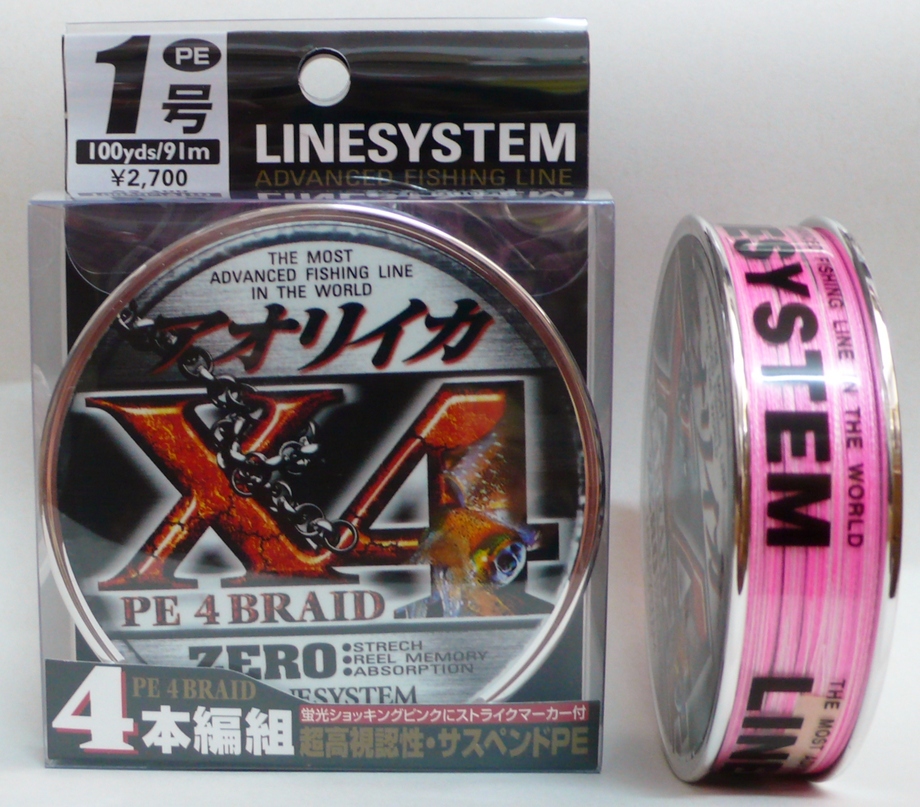 1号
PE
100yds/91m
¥2,700
LINESYSTEM
ADVANCED FISHING LINE
THE MOST
ADVANCED FISHING LINE
IN THE WORLD
アオリイカ
X4
PE 4 BRAID
ZERO:STRECH
REEL MEMORY
ABSORPTION
NESYSTEM
PE 4 BRAID
4本編組
蛍光ショッキングピンクにストライクマーカー付
超高視認性・サスペンドPE
ESYSTEM
FISHING LINE IN THE WORLD
LINE
THE MOST